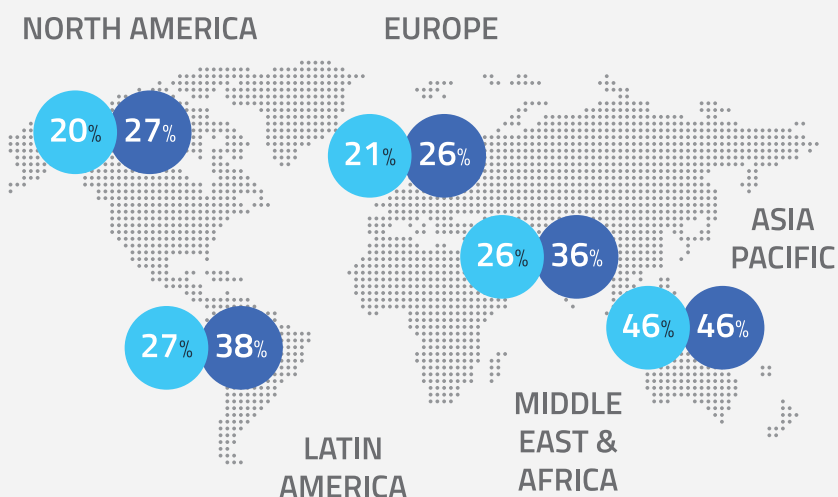 NORTH AMERICA
EUROPE
20% 27%
21% 26%
ASIA
PACIFIC
26% 36%
46% 46%
27% 38%
MIDDLE
EAST &
AFRICA
LATIN
AMERICA